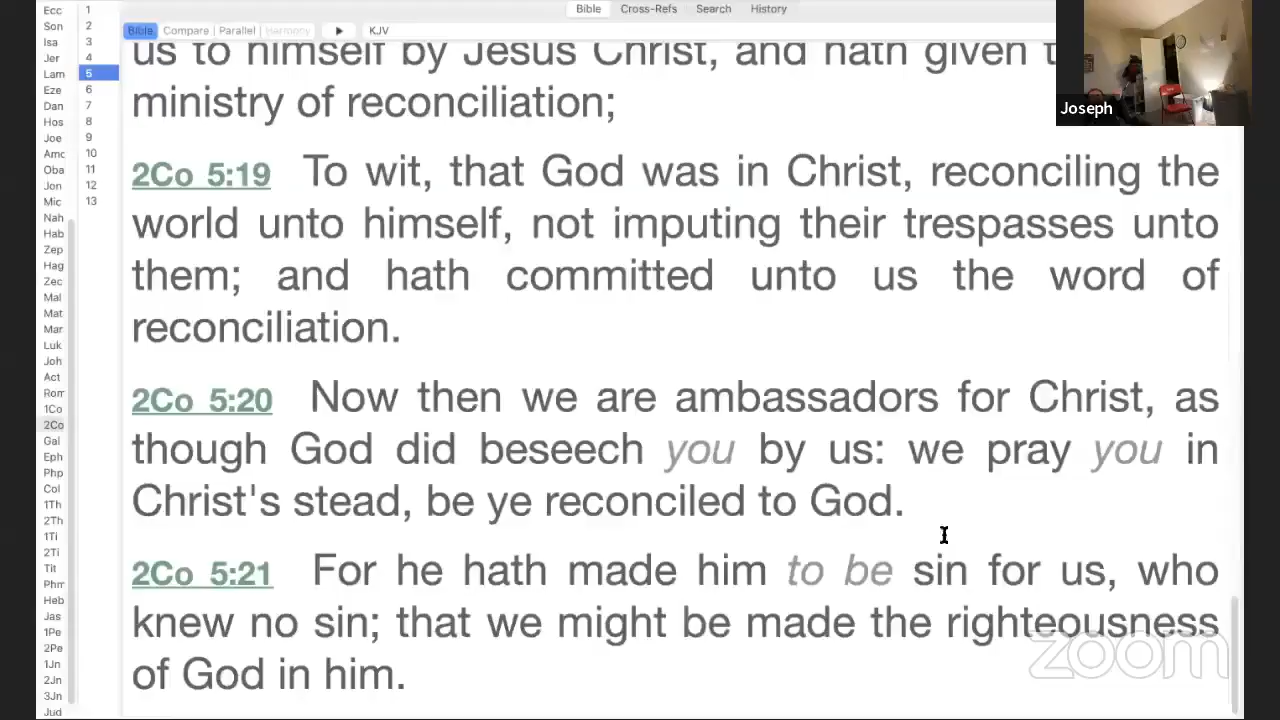 Bible Cross-Refs Search History
Bible Compare Parallel Harmony KJV
Ecc
Son
Isa
Jer
Lam
Eze
Dan
Hos
Joe
Amo
Oba
Jon
Mic
Nah
Hab
Zep
Hag
Zec
Mal
Mat
Mar
Luk
Joh
Act
Rom
1Co
2Co
Gal
Eph
Php
Col
1Th
2Th
1Ti
2Ti
Tit
Phm
Heb
Jas
1Pe
2Pe
1Jn
2Jn
3Jn
Jud
1
2
3
4
5
6
7
8
9
10
11
12
13
us to himself by Jesus Christ, and hath given t
ministry of reconciliation;
2Co 5:19 To wit, that God was in Christ, reconciling the
world unto himself, not imputing their trespasses unto
them; and hath committed unto us the word of
reconciliation.
2Co 5:20 Now then we are ambassadors for Christ, as
though God did beseech you by us: we pray you in
Christ's stead, be ye reconciled to God.
2Co 5:21 For he hath made him to be sin for us, who
knew no sin; that we might be made the righteousness
of God in him.
Joseph
zoom